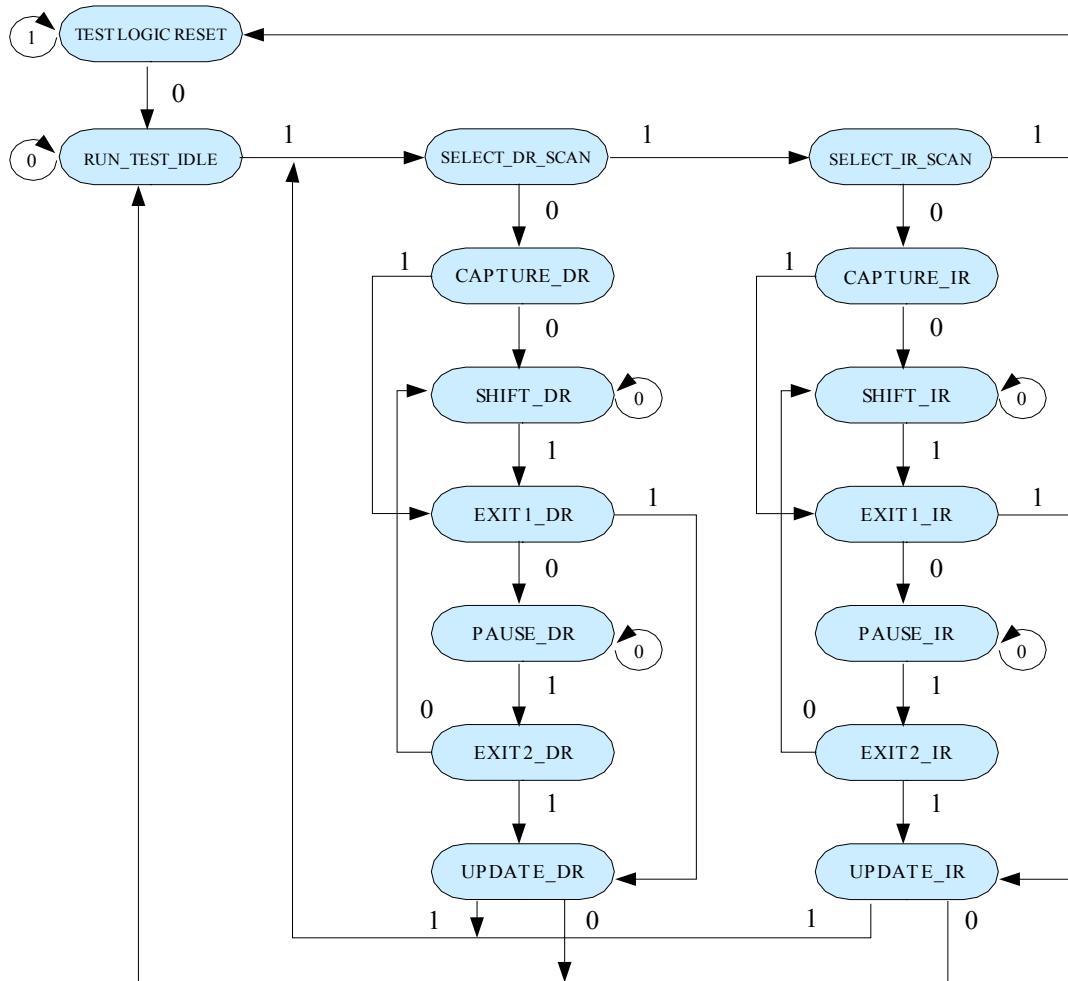 TEST LOGIC RESET
1
0
RUN_TEST_IDLE
0
1
SELECT_DR_SCAN
1
SELECT_IR_SCAN
1
0
0
1
CAPTURE_DR
1
CAPTURE_IR
0
0
SHIFT_DR
0
SHIFT_IR
0
1
1
EXIT1_DR
1
EXIT1_IR
1
0
0
PAUSE_DR
0
PAUSE_IR
0
1
1
0
0
EXIT2_DR
EXIT2_IR
1
1
UPDATE_DR
UPDATE_IR
1
0
1
0